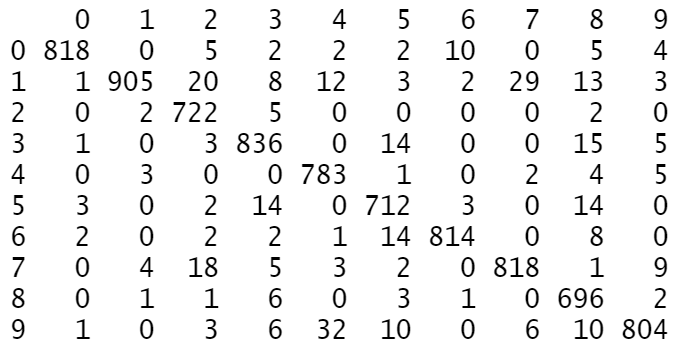 0 1 2 3 4 5 6 7 8 9
0 818 0 5 2 2 2 10 0 5 4
1 1 905 20 8 12 3 2 29 13 3
2 0 2 722 5 0 0 0 0 2 0
3 1 0 3 836 0 14 0 0 15 5
4 0 3 0 0 783 1 0 2 4 5
5 3 0 2 14 0 712 3 0 14 0
6 2 0 2 2 1 14 814 0 8 0
7 0 4 18 5 3 2 0 818 1 9
8 0 1 1 6 0 3 1 0 696 2
9 1 0 3 6 32 10 0 6 10 804